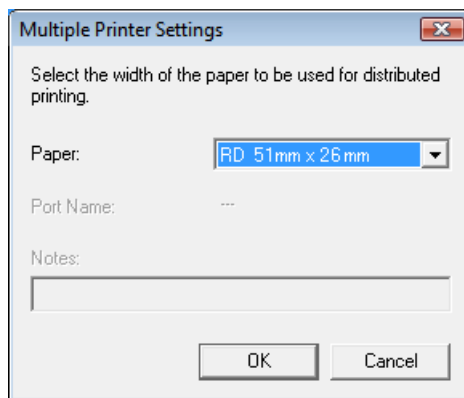 Multiple Printer Settings
Select the width of the paper to be used for distributed
printing.
Paper: RD 51mm x 26mm
Port Name: ---
Notes:
OK Cancel